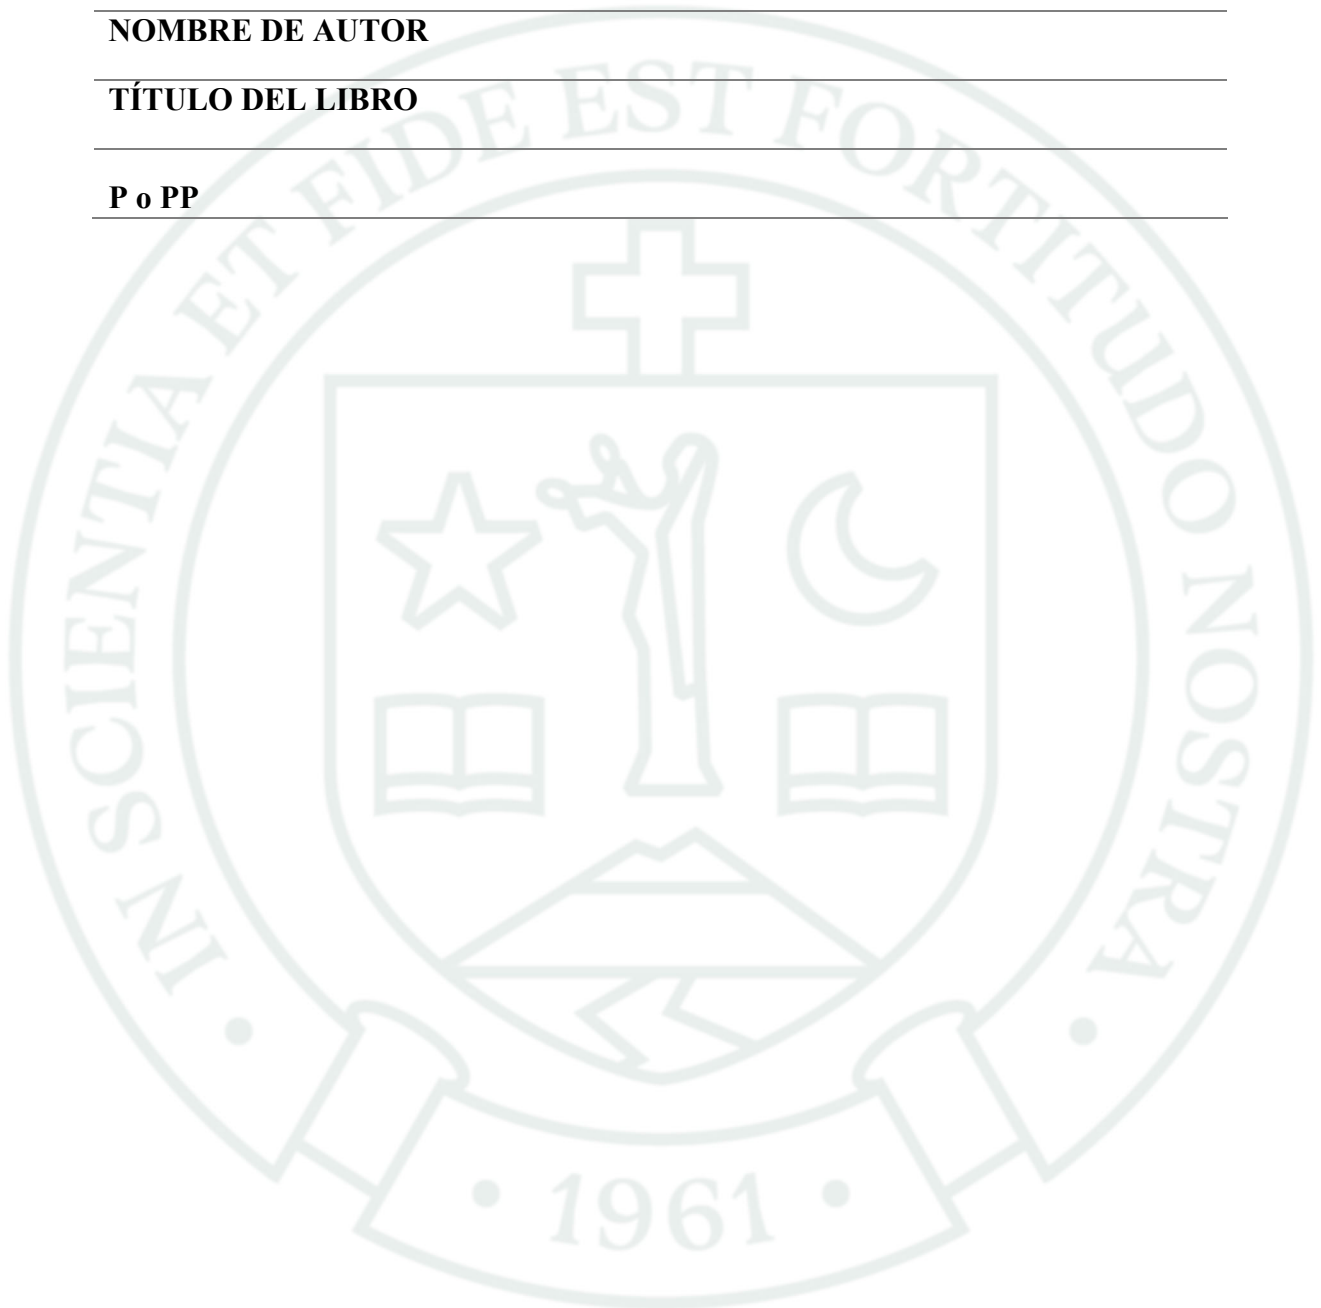 NOMBRE DE AUTOR
TÍTULO DEL LIBRO
P o PP
IN SCIENTIA ET FIDE EST FORTITUDO NOSTRA
1961